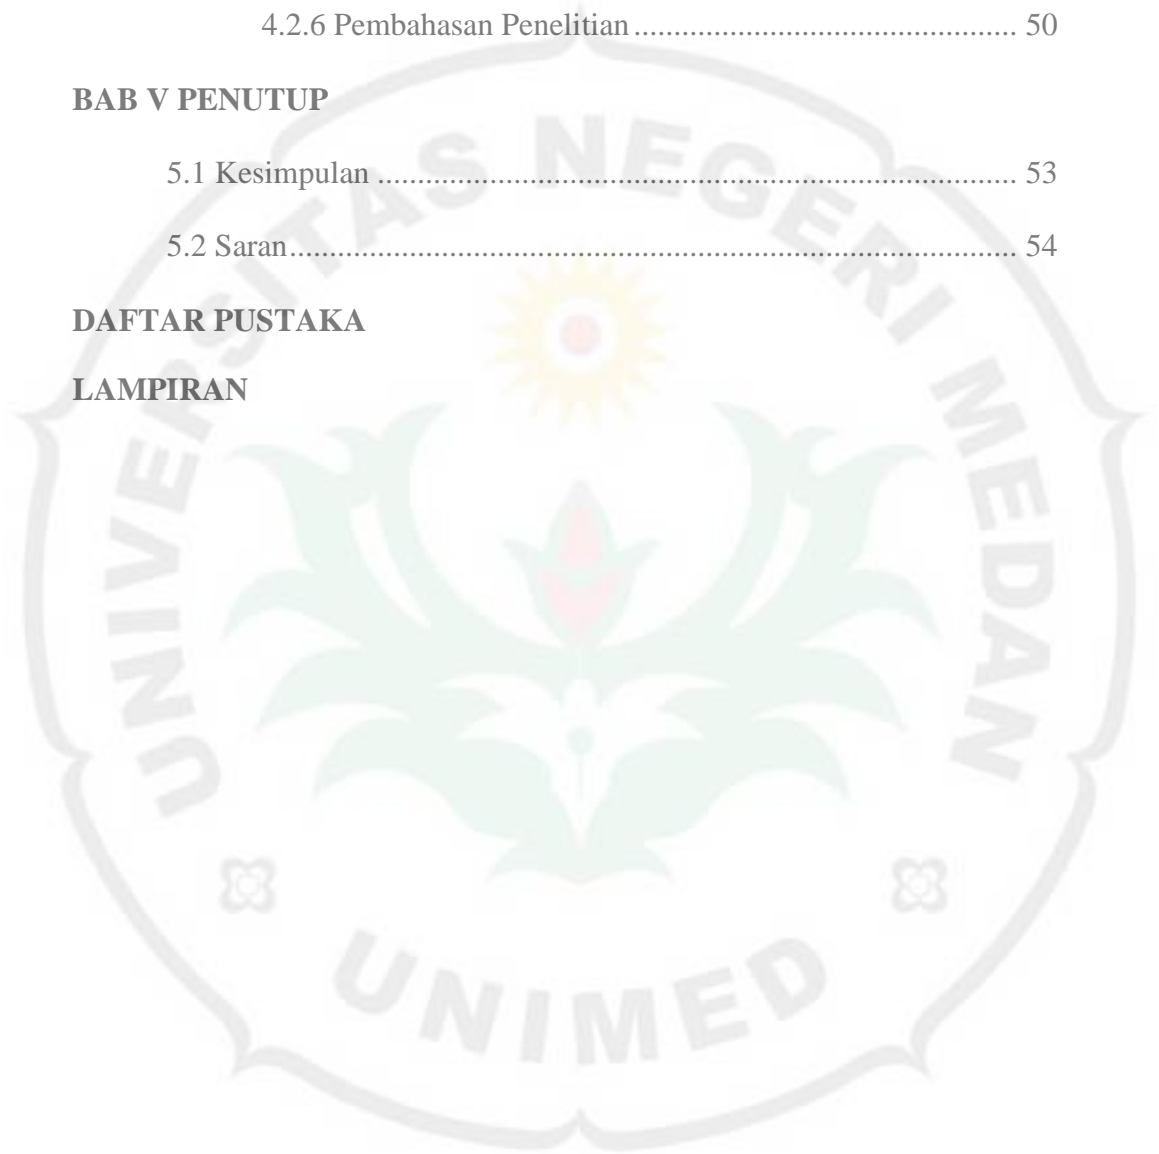 4.2.6 Pembahasan Penelitian ................................................ 50
BAB V PENUTUP
5.1 Kesimpulan ................................................................................ 53
5.2 Saran............................................................................................... 54
DAFTAR PUSTAKA
LAMPIRAN
UNIVERSITAS NEGERI MEDAN
UNIMED